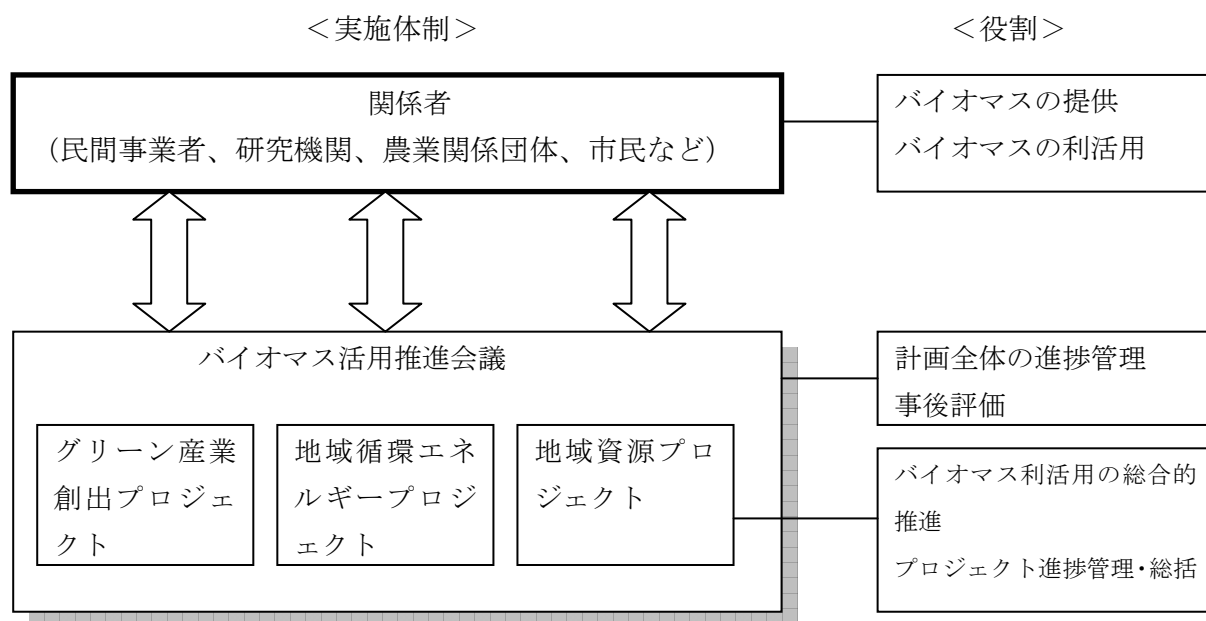 ＜実施体制＞
＜役割＞
関係者
（民間事業者、研究機関、農業関係団体、市民など）
バイオマスの提供
バイオマスの利活用
バイオマス活用推進会議
計画全体の進捗管理
事後評価
グリーン産業
創出プロジェ
クト
地域循環エネ
ルギープロジ
ェクト
地域資源プロ
ジェクト
バイオマス利活用の総合的
推進
プロジェクト進捗管理・総括